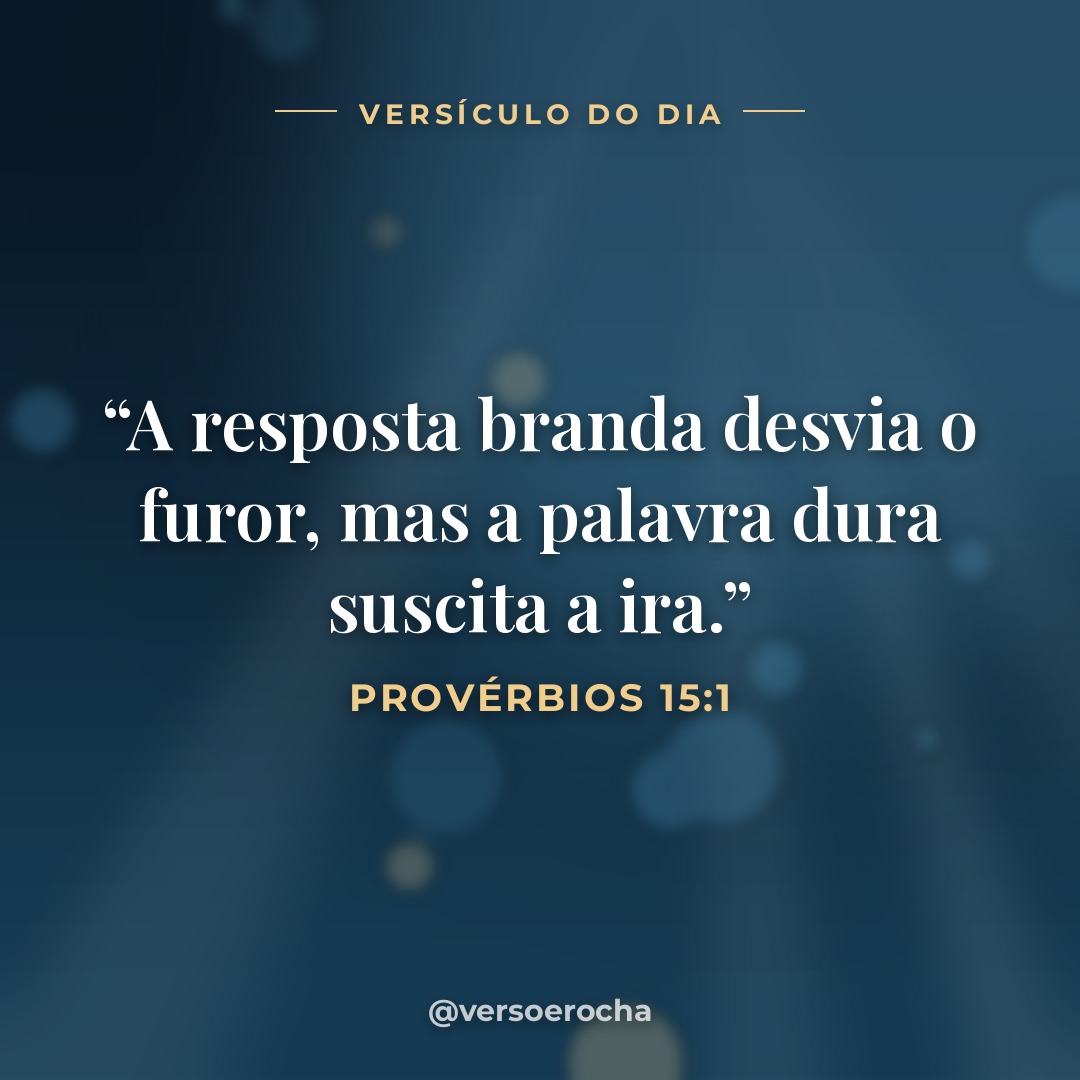 VERSÍCULO DO DIA
“A resposta branda desvia o
furor, mas a palavra dura
suscita a ira.”
PROVÉRBIOS 15:1
@versoerocha